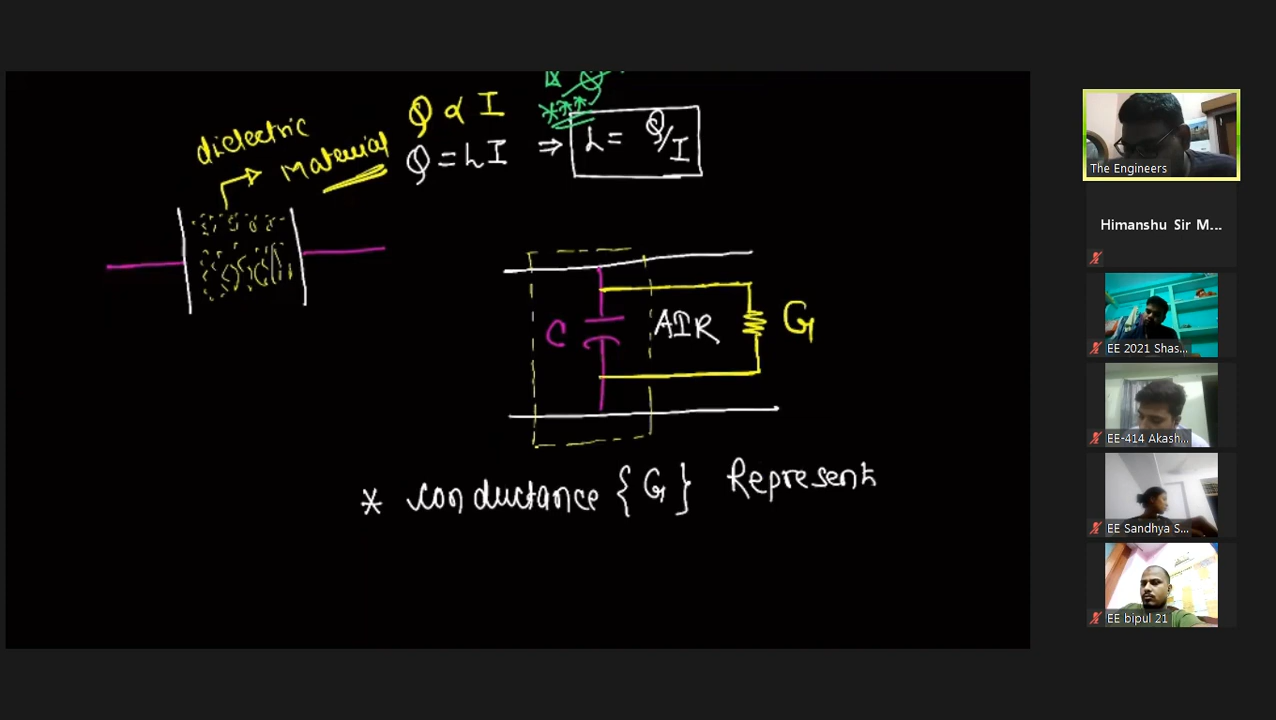 φ ∝ I
φ = LI ⇒ L = φ/I
***
dielectric
Material
C
AIR
G
* conductance {G} Represent
The Engineers
Himanshu Sir M...
EE 2021 Shas...
EE-414 Akash...
EE Sandhya S...
EE bipul 21